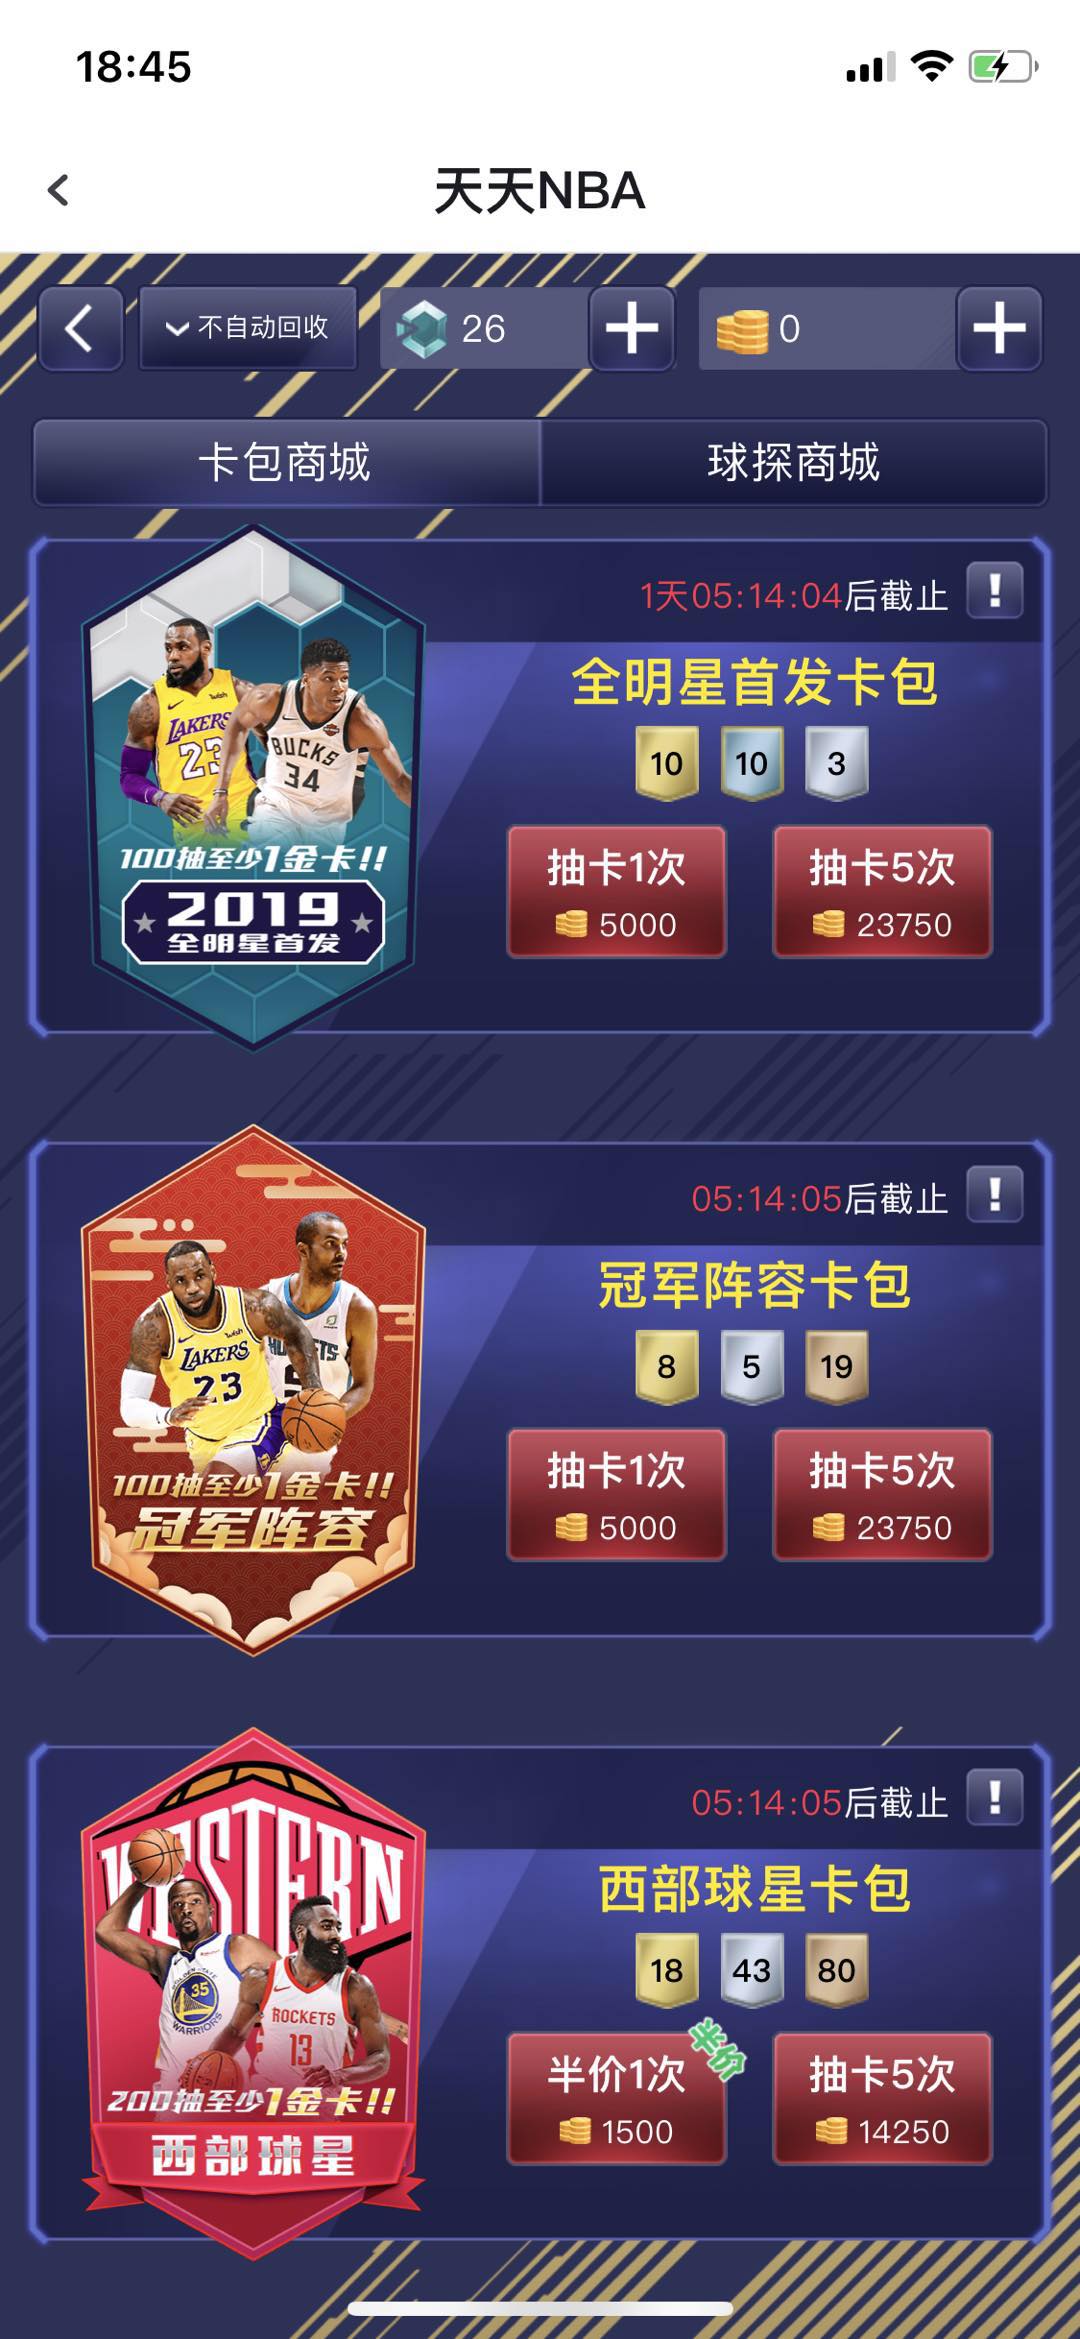 18:45
天天NBA
不自动回收
26
0
卡包商城
球探商城
1天05:14:04后截止
!
全明星首发卡包
10
10
3
抽卡1次
5000
抽卡5次
23750
wish
LAKERS
23
BUCKS
34
100抽至少1金卡!!
2019
全明星首发
05:14:05后截止
!
冠军阵容卡包
8
5
19
抽卡1次
5000
抽卡5次
23750
wish
LAKERS
23
100抽至少1金卡!!
冠军阵容
05:14:05后截止
!
西部球星卡包
18
43
80
半价1次
1500
半价
抽卡5次
14250
WESTERN
GOLDEN STATE
35
WARRIORS
ROCKETS
13
200抽至少1金卡!!
西部球星